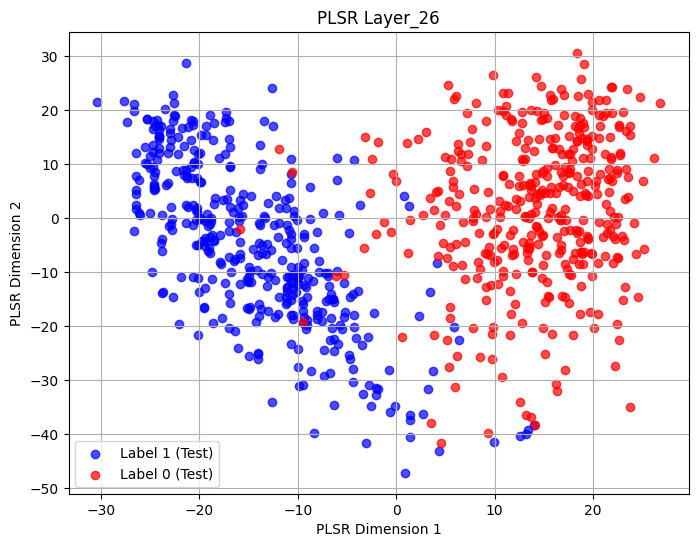 PLSR Layer_26
PLSR Dimension 2
30
20
10
0
−10
−20
−30
−40
−50
Label 1 (Test)
Label 0 (Test)
−30 −20 −10 0 10 20
PLSR Dimension 1